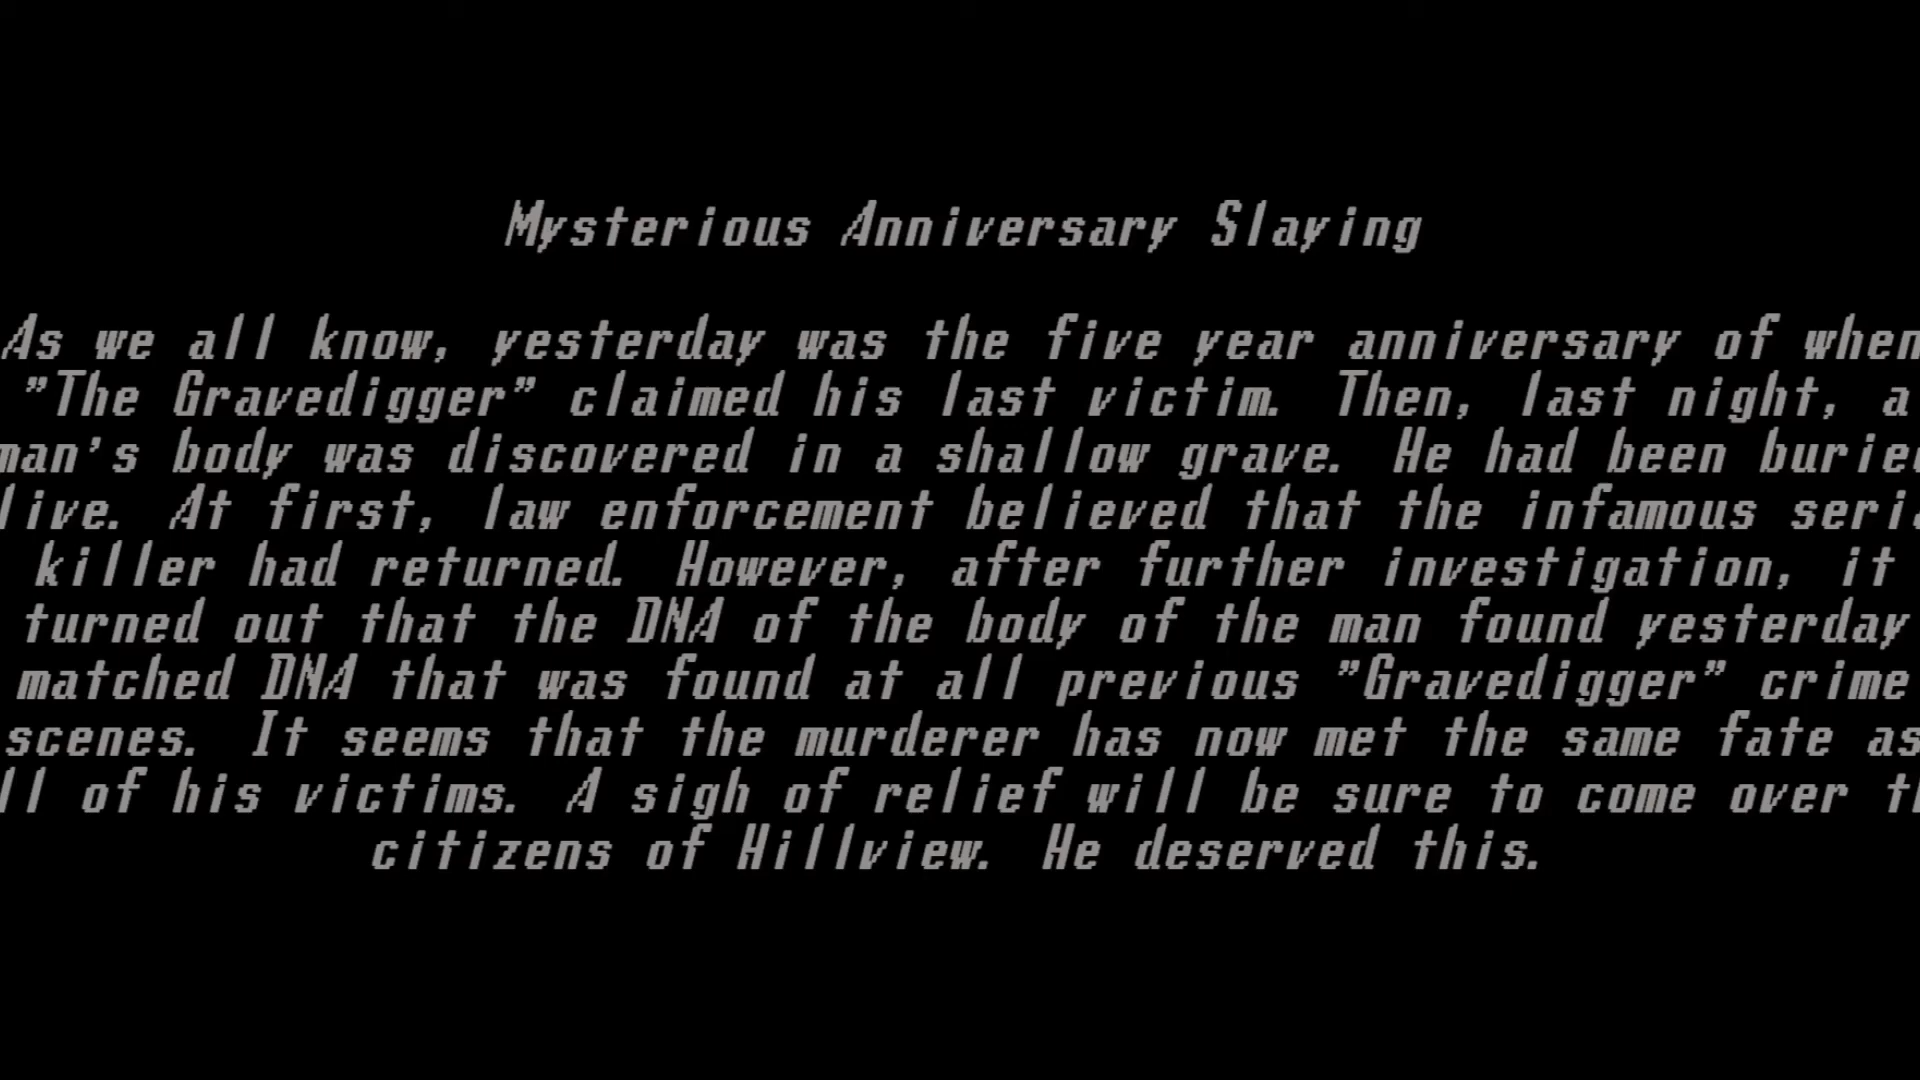 Mysterious Anniversary Slaying
As we all know, yesterday was the five year anniversary of when
"The Gravedigger" claimed his last victim. Then, last night, a
man's body was discovered in a shallow grave. He had been buried
live. At first, law enforcement believed that the infamous seria
killer had returned. However, after further investigation, it
turned out that the DNA of the body of the man found yesterday
matched DNA that was found at all previous "Gravedigger" crime
scenes. It seems that the murderer has now met the same fate as
ll of his victims. A sigh of relief will be sure to come over th
citizens of Hillview. He deserved this.